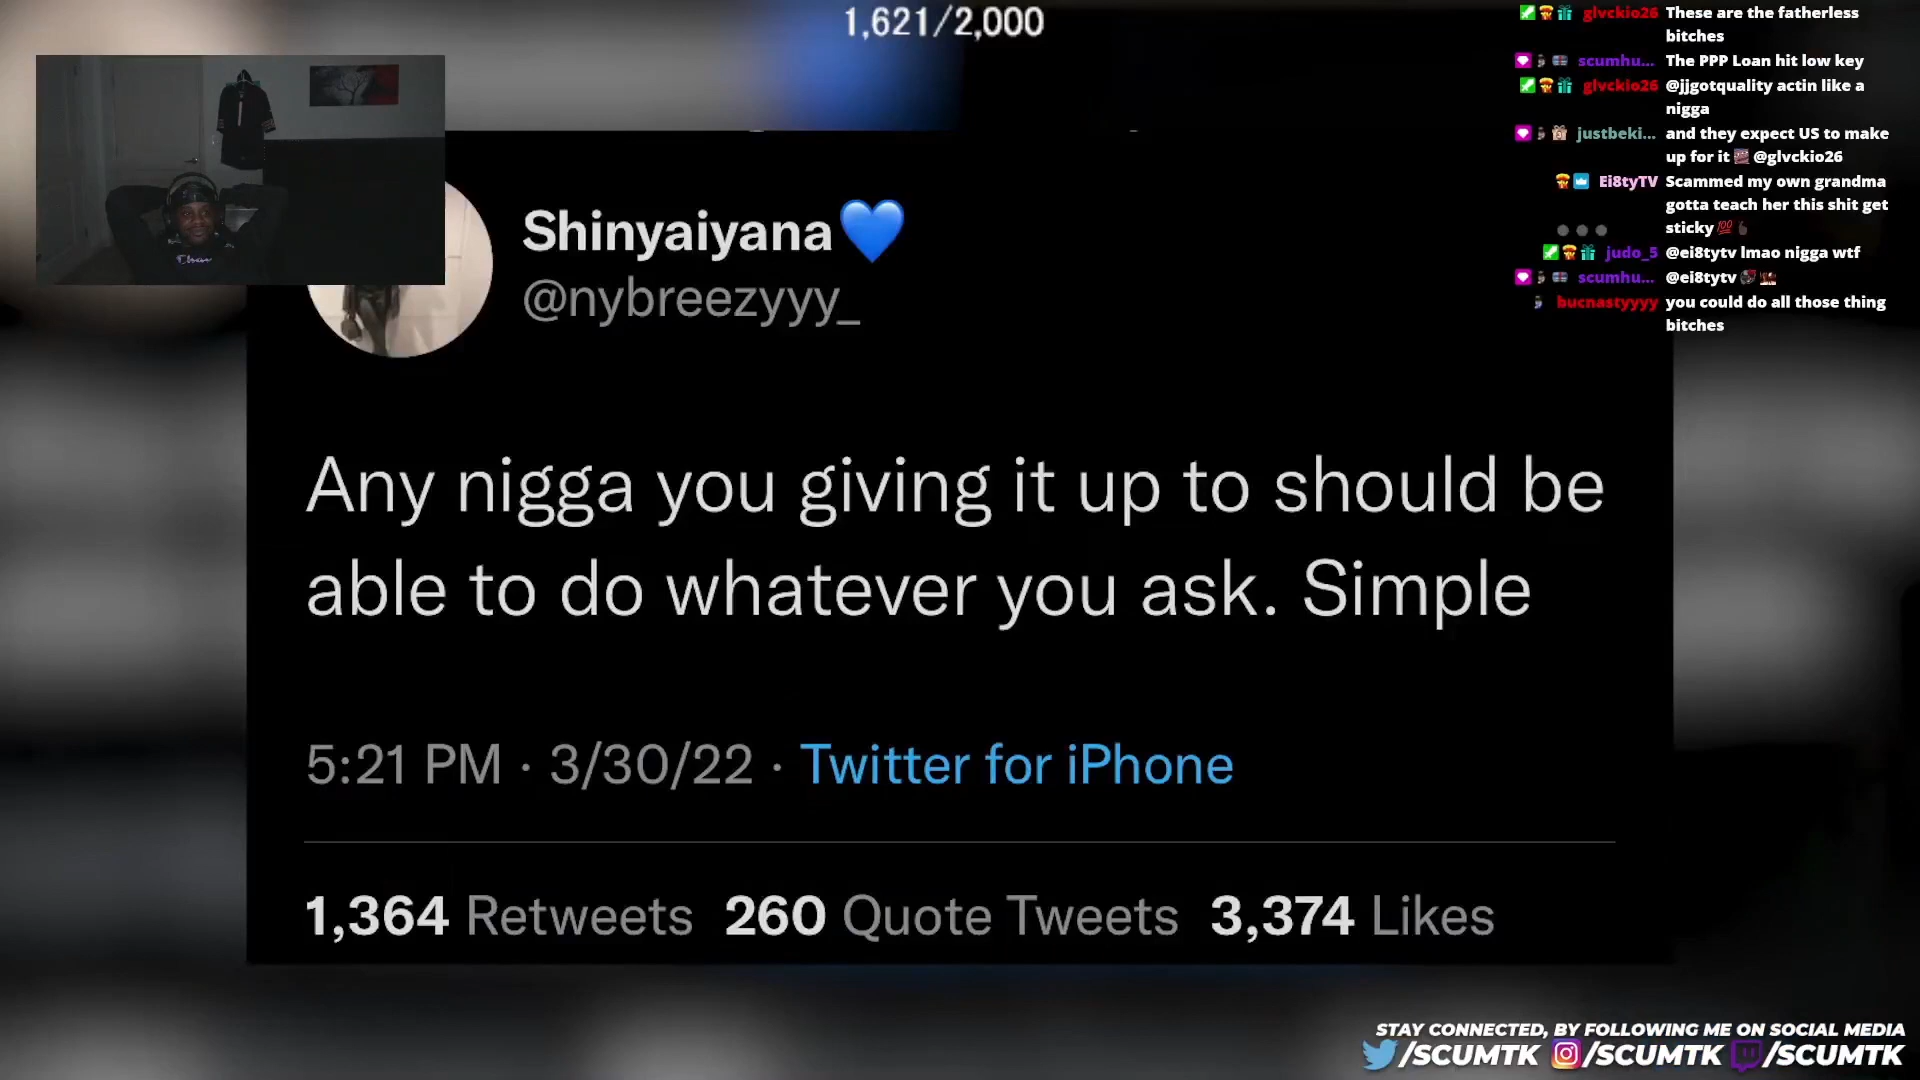 1,621/2,000
glvckio26 These are the fatherless
bitches
scumhu... The PPP Loan hit low key
glvckio26 @jjgotquality actin like a
nigga
justbeki... and they expect US to make
up for it @glvckio26
Ei8tyTV Scammed my own grandma
gotta teach her this shit get
sticky💯
judo_5 @ei8tytv lmao nigga wtf
scumhu... @ei8tytv
bucnastyyyy you could do all those thing
bitches
Shinyaiyana💙
@nybreezyyy_
Any nigga you giving it up to should be
able to do whatever you ask. Simple
5:21 PM · 3/30/22 · Twitter for iPhone
1,364 Retweets 260 Quote Tweets 3,374 Likes
STAY CONNECTED, BY FOLLOWING ME ON SOCIAL MEDIA
/SCUMTK /SCUMTK /SCUMTK